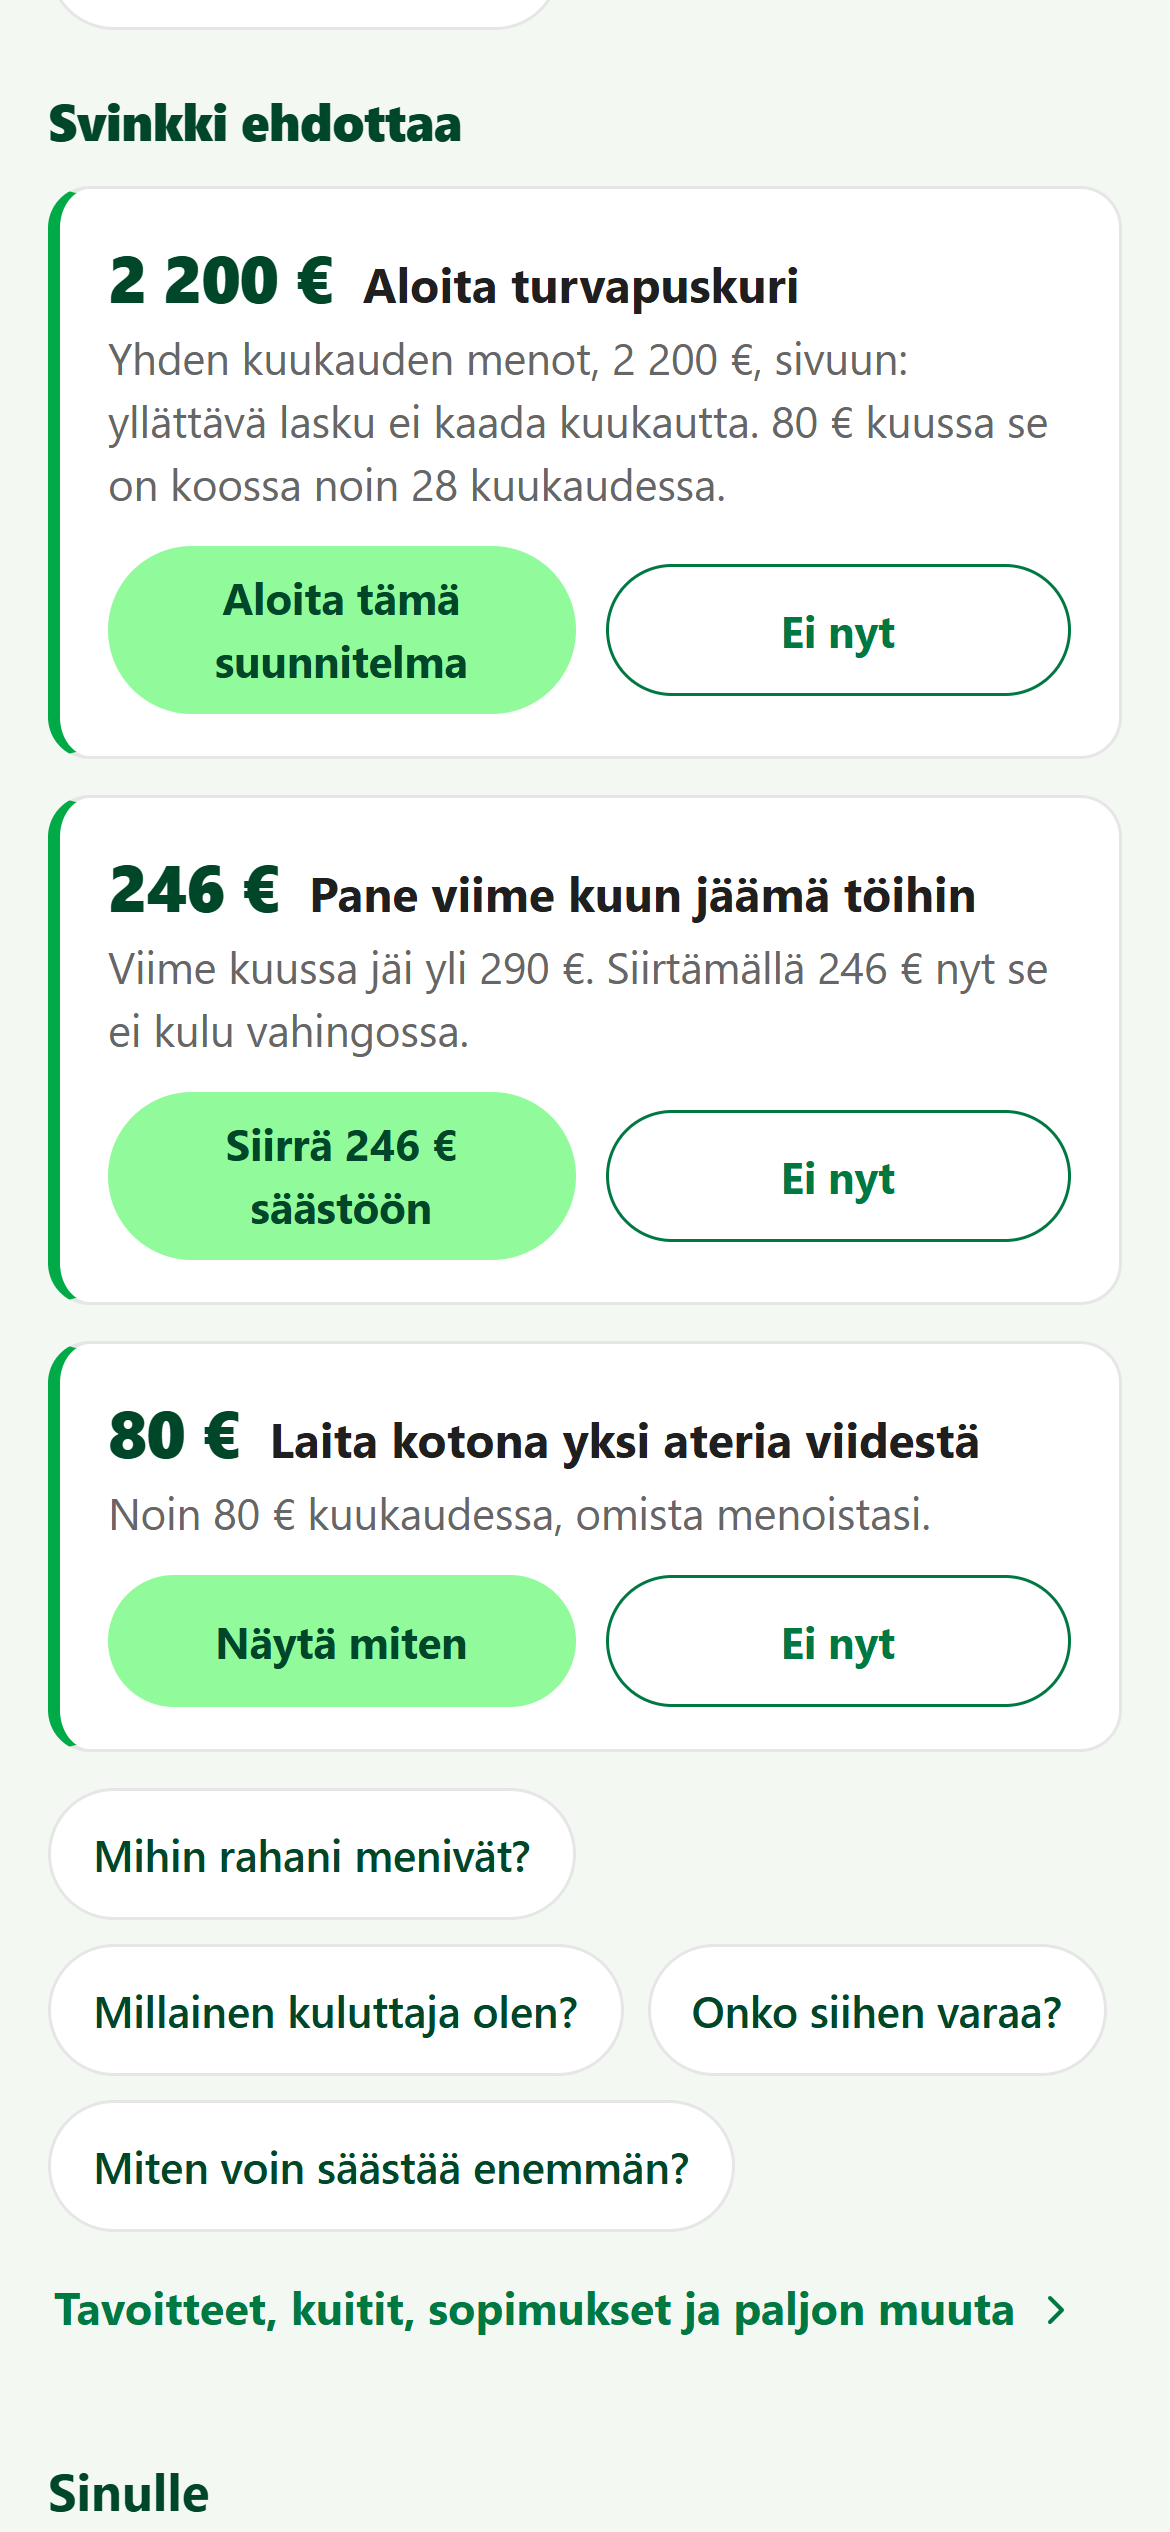 Svinkki ehdottaa
2 200 € Aloita turvapuskuri
Yhden kuukauden menot, 2 200 €, sivuun:
yllättävä lasku ei kaada kuukautta. 80 € kuussa se
on koossa noin 28 kuukaudessa.
Aloita tämä
suunnitelma
Ei nyt
246 € Pane viime kuun jäämä töihin
Viime kuussa jäi yli 290 €. Siirtämällä 246 € nyt se
ei kulu vahingossa.
Siirrä 246 €
säästöön
Ei nyt
80 € Laita kotona yksi ateria viidestä
Noin 80 € kuukaudessa, omista menoistasi.
Näytä miten
Ei nyt
Mihin rahani menivät?
Millainen kuluttaja olen?
Onko siihen varaa?
Miten voin säästää enemmän?
Tavoitteet, kuitit, sopimukset ja paljon muuta
Sinulle